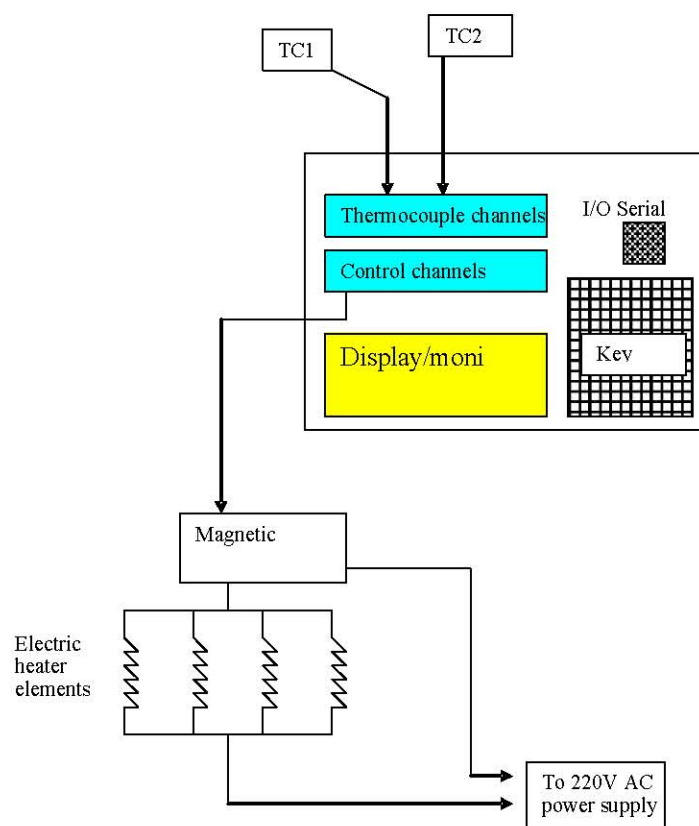 TC1
TC2
Thermocouple channels
I/O Serial
Control channels
Display/moni
Kev
Magnetic
Electric
heater
elements
To 220V AC
power supply